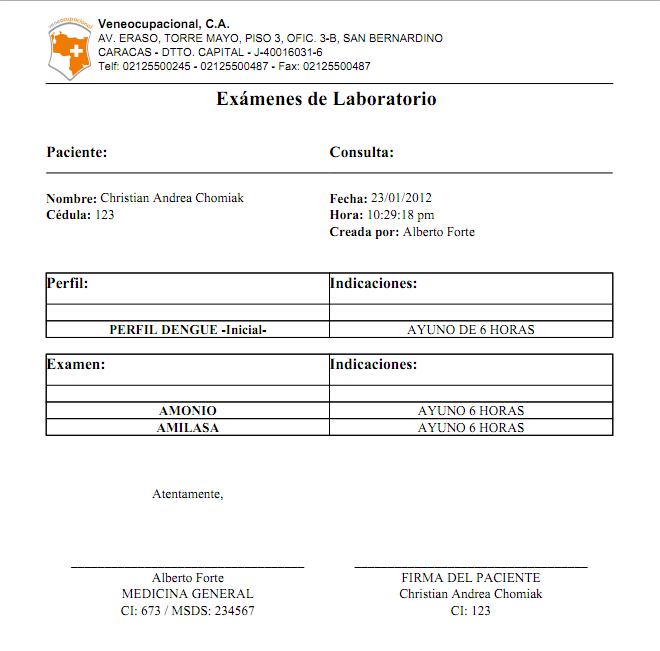 veneocupacional
Veneocupacional, C.A.
AV. ERASO, TORRE MAYO, PISO 3, OFIC. 3-B, SAN BERNARDINO
CARACAS - DTTO. CAPITAL - J-40016031-6
Telf: 02125500245 - 02125500487 - Fax: 02125500487
Exámenes de Laboratorio
Paciente: Consulta:
Nombre: Christian Andrea Chomiak Fecha: 23/01/2012
Cédula: 123 Hora: 10:29:18 pm
Creada por: Alberto Forte
Perfil: Indicaciones:
PERFIL DENGUE -Inicial- AYUNO DE 6 HORAS
Examen: Indicaciones:
AMONIO AYUNO 6 HORAS
AMILASA AYUNO 6 HORAS
Atentamente,
Alberto Forte FIRMA DEL PACIENTE
MEDICINA GENERAL Christian Andrea Chomiak
CI: 673 / MSDS: 234567 CI: 123